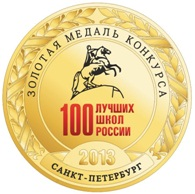 ЗОЛОТАЯ МЕДАЛЬ КОНКУРСА
100 ЛУЧШИХ
ШКОЛ
РОССИИ
2013
САНКТ-ПЕТЕРБУРГ